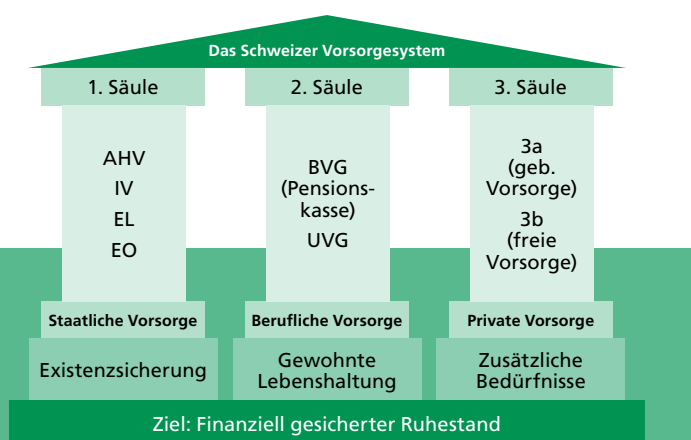 Das Schweizer Vorsorgesystem
1. Säule
AHV
IV
EL
EO
Staatliche Vorsorge
Existenzsicherung
2. Säule
BVG
(Pensions-
kasse)
UVG
Berufliche Vorsorge
Gewohnte
Lebenshaltung
3. Säule
3a
(geb.
Vorsorge)
3b
(freie
Vorsorge)
Private Vorsorge
Zusätzliche
Bedürfnisse
Ziel: Finanziell gesicherter Ruhestand